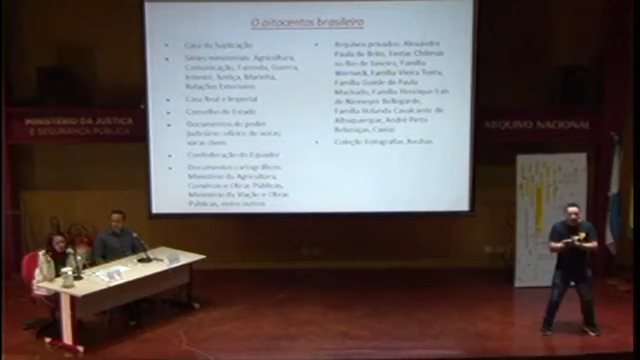 O oitocentos brasileiro
Casa da Suplicação
Séries ministeriais: Agricultura,
Comunicação, Fazenda, Guerra,
Interior, Justiça, Marinha,
Relações Exteriores
Casa Real e Imperial
Conselho de Estado
Documentos do poder
judiciário: ofícios de notas;
varas cíveis
Confederação do Equador
Documentos cartográficos:
Ministério da Agricultura,
Comércio e Obras Públicas,
Ministério da Viação e Obras
Públicas, entre outros
Arquivos privados: Alexandre
Paula de Brito, Festas Chilenas
no Rio de Janeiro, Família
Werneck, Família Vieira Tosta,
Família Guido de Paula
Machado, Família Henrique Luis
de Niemeyer Bellegarde,
Família Holanda Cavalcante de
Albuquerque, André Pinto
Rebouças, Caxias
Coleção Fotografias Avulsas
MINISTÉRIO DA JUSTIÇA
E SEGURANÇA PÚBLICA
ARQUIVO NACIONAL